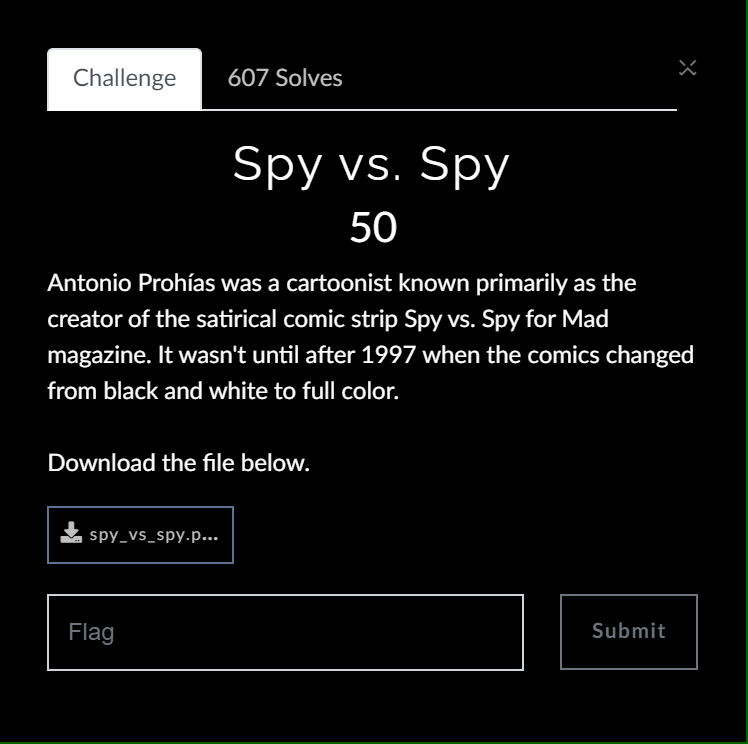 Challenge
607 Solves
Spy vs. Spy
50
Antonio Prohías was a cartoonist known primarily as the
creator of the satirical comic strip Spy vs. Spy for Mad
magazine. It wasn't until after 1997 when the comics changed
from black and white to full color.
Download the file below.
spy_vs_spy.p...
Flag
Submit